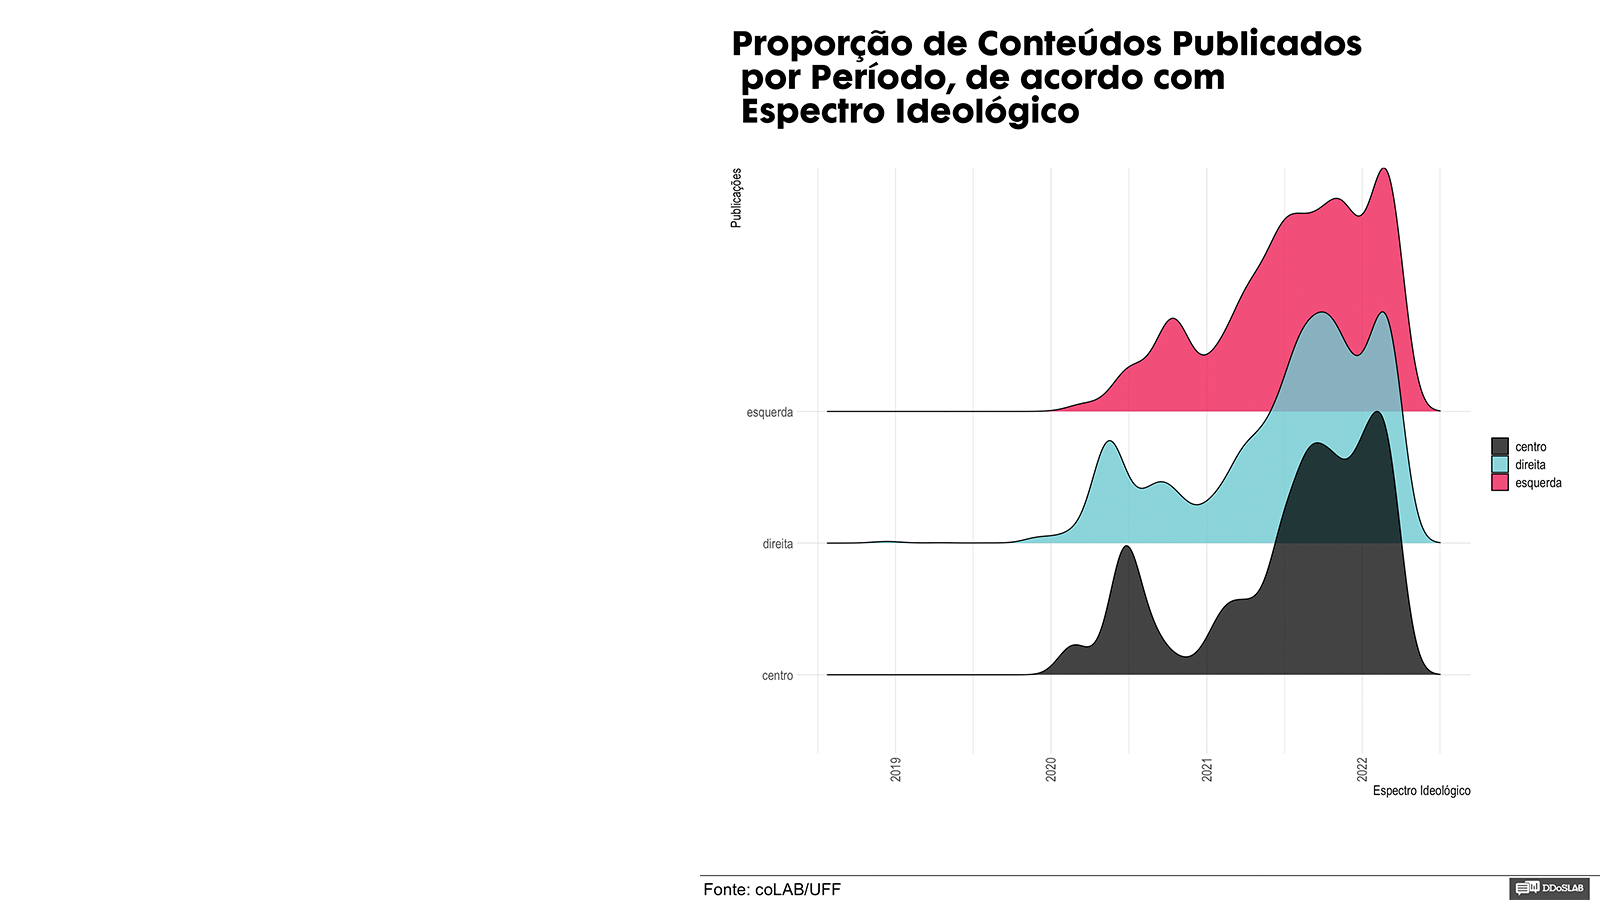 Proporção de Conteúdos Publicados
por Período, de acordo com
Espectro Ideológico
Publicações
esquerda
direita
centro
centro
direita
esquerda
2019
2020
2021
2022
Espectro Ideológico
Fonte: coLAB/UFF
DDoSLAB